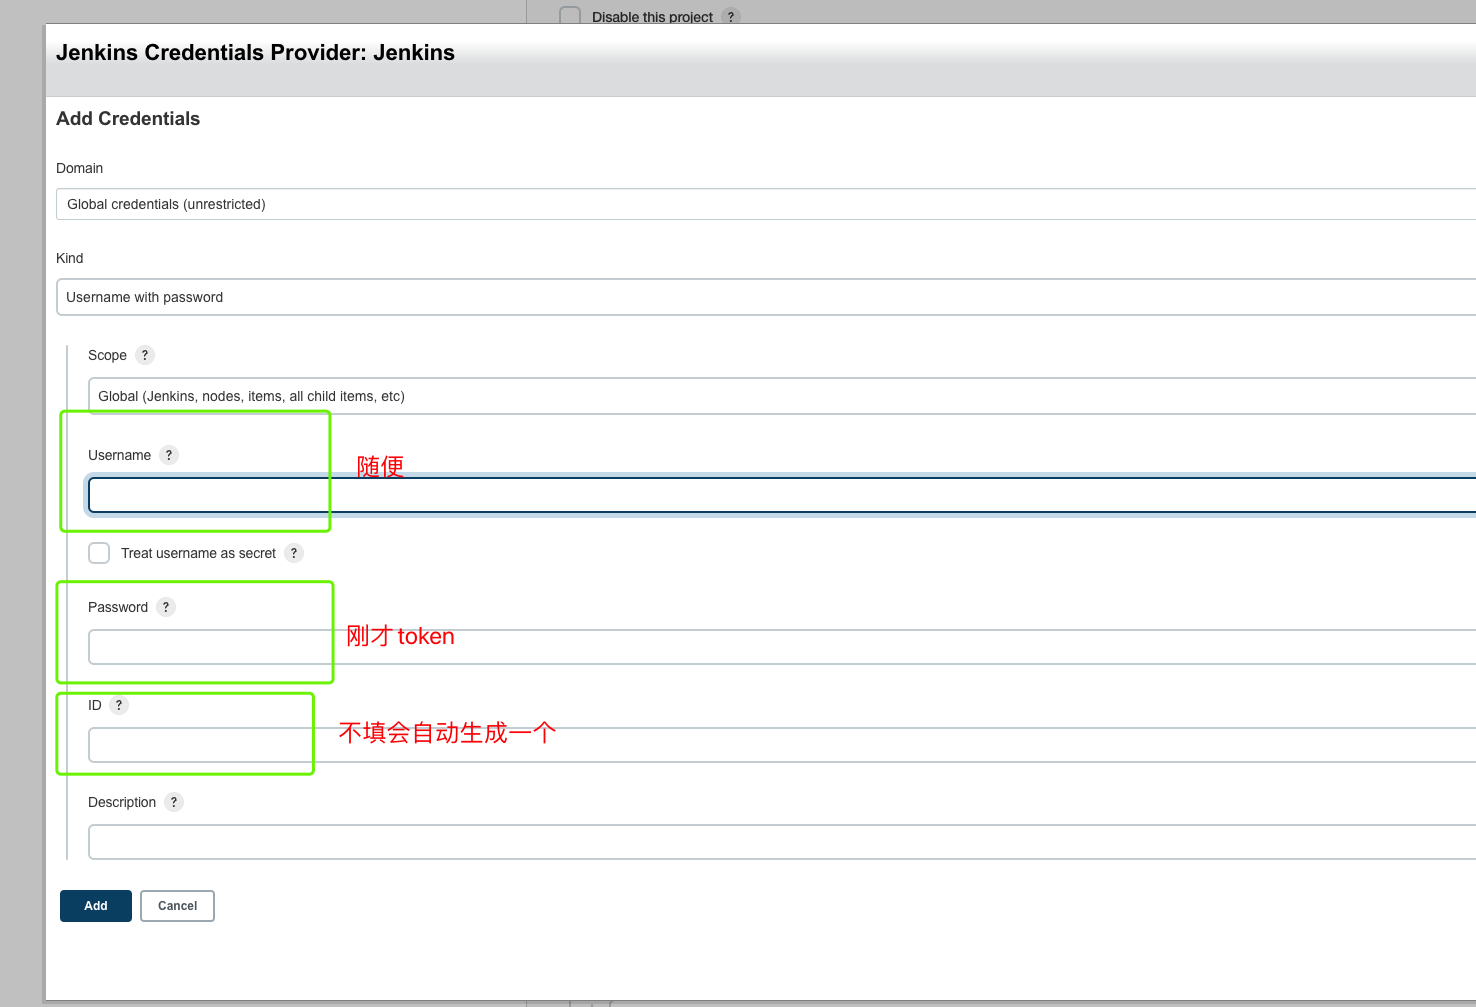 Disable this project ?
Jenkins Credentials Provider: Jenkins
Add Credentials
Domain
Global credentials (unrestricted)
Kind
Username with password
Scope ?
Global (Jenkins, nodes, items, all child items, etc)
Username ?
随便
Treat username as secret ?
Password ?
刚才 token
ID ?
不填会自动生成一个
Description ?
Add Cancel